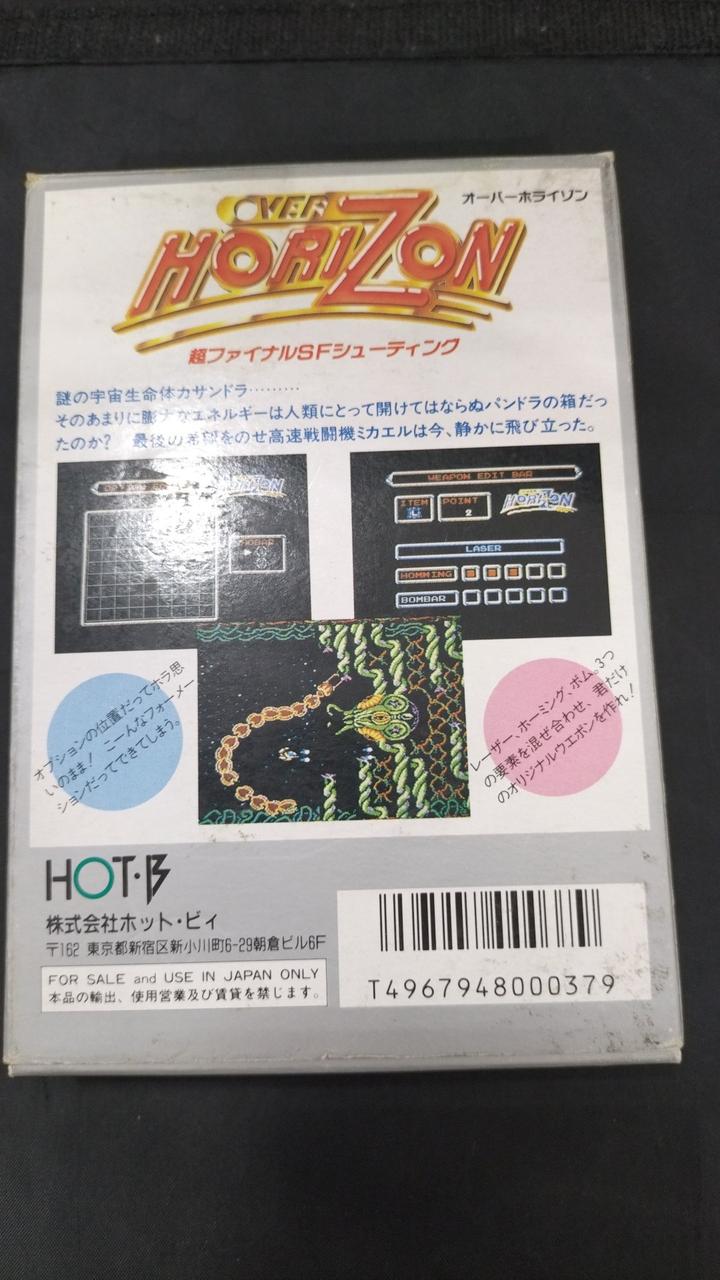 OVER
HORIZON
オーバーホライゾン
超ファイナルSFシューティング
謎の宇宙生命体カサンドラ………
そのあまりに膨大なエネルギーは人類にとって開けてはならぬパンドラの箱だっ
たのか?　最後の希望をのせ高速戦闘機ミカエルは今、静かに飛び立った。
HORIZON
WEAPON EDIT BAR
ITEM
POINT
2
HORIZON
LASER
HOMMING
BOMBAR
オプションの位置だってホラ思
いのまま! こーんなフォーメー
ションだってできてしまう。
レーザー、ホーミング、ボム。3つ
の要素を混ぜ合わせ、君だけ
のオリジナルウエポンを作れ!
HOT・B
株式会社ホット・ビィ
〒162 東京都新宿区新小川町6-29朝倉ビル6F
FOR SALE and USE IN JAPAN ONLY
本品の輸出、使用営業及び賃貸を禁じます。
T4967948000379